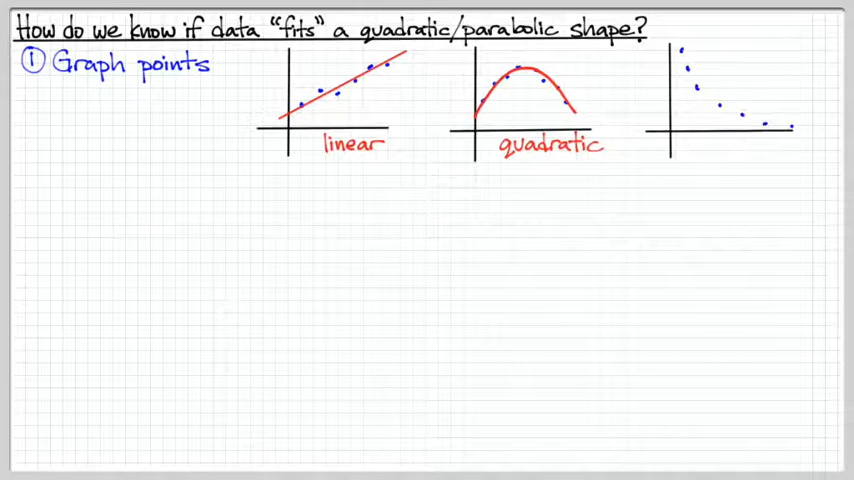 How do we know if data "fits" a quadratic/parabolic shape?
① Graph points
linear
quadratic